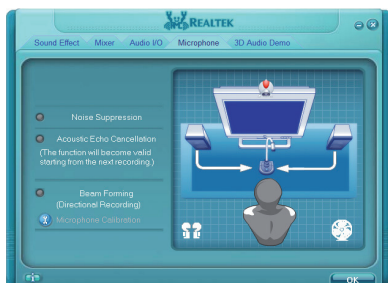 REALTEK
Sound Effect Mixer Audio I/O Microphone 3D Audio Demo
Noise Suppression
Acoustic Echo Cancellation
(The function will become valid
starting from the next recording.)
Beam Forming
(Directional Recording)
Microphone Calibration
OK